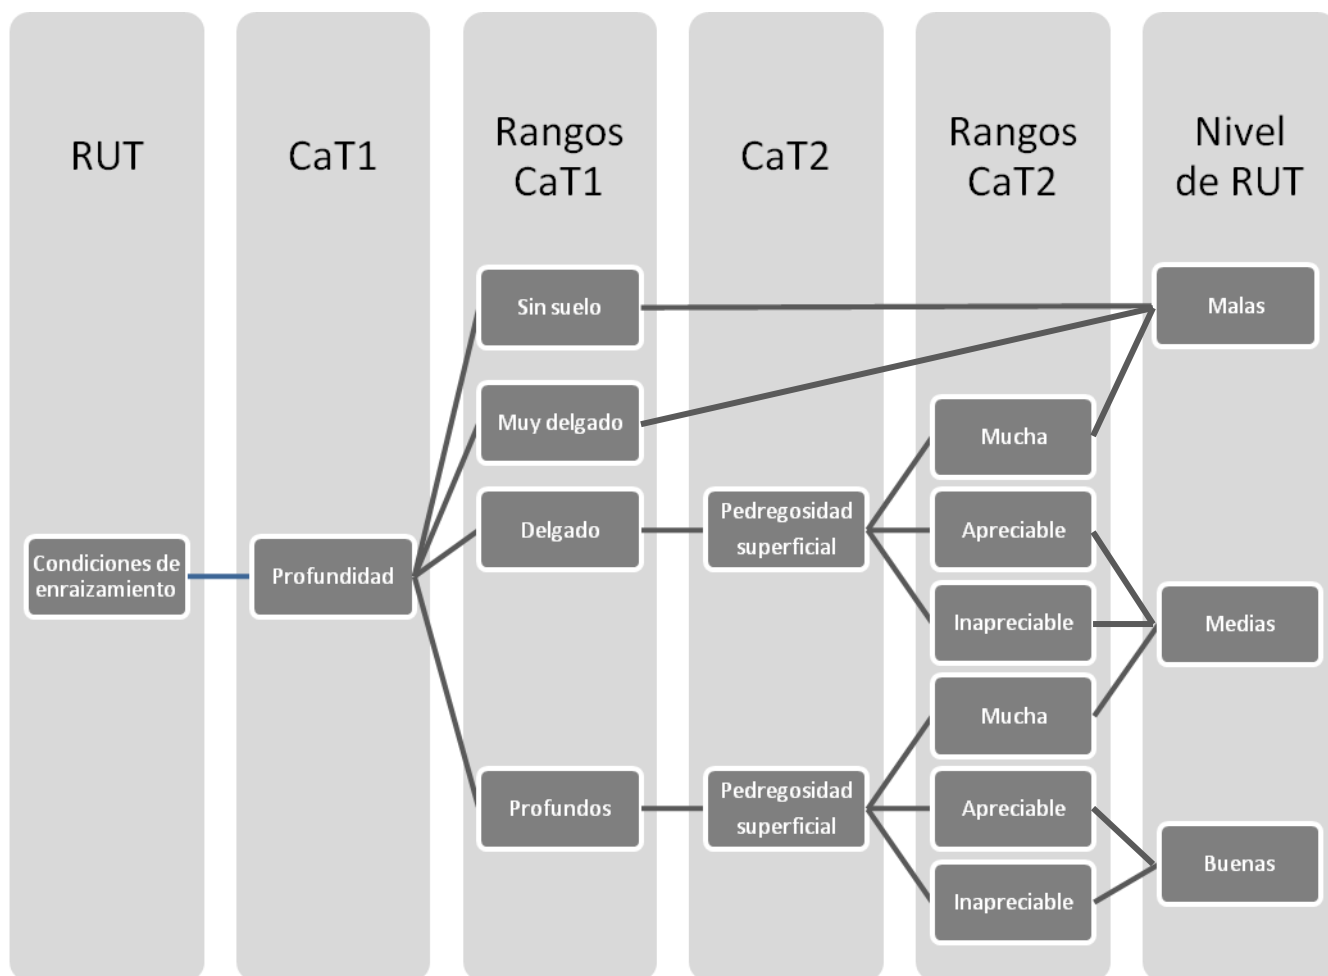 RUT
CaT1
Rangos
CaT1
CaT2
Rangos
CaT2
Nivel
de RUT
Sin suelo
Malas
Muy delgado
Mucha
Delgado
Pedregosidad
superficial
Apreciable
Condiciones de
enraizamiento
Profundidad
Inapreciable
Medias
Mucha
Profundos
Pedregosidad
superficial
Apreciable
Buenas
Inapreciable